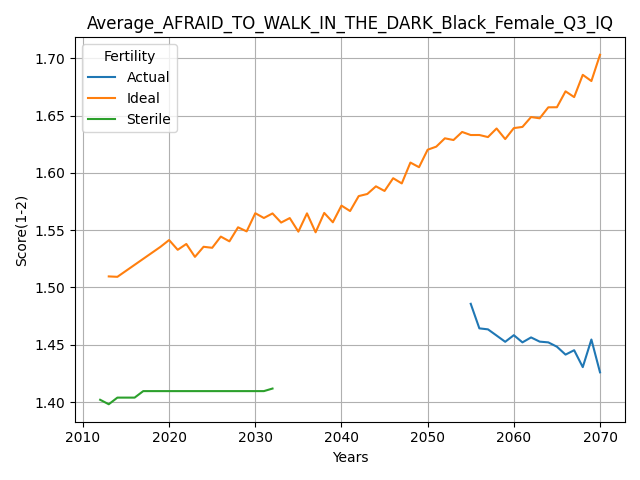 Average_AFRAID_TO_WALK_IN_THE_DARK_Black_Female_Q3_IQ
Fertility
Actual
Ideal
Sterile
Score(1-2)
1.70
1.65
1.60
1.55
1.50
1.45
1.40
2010 2020 2030 2040 2050 2060 2070
Years